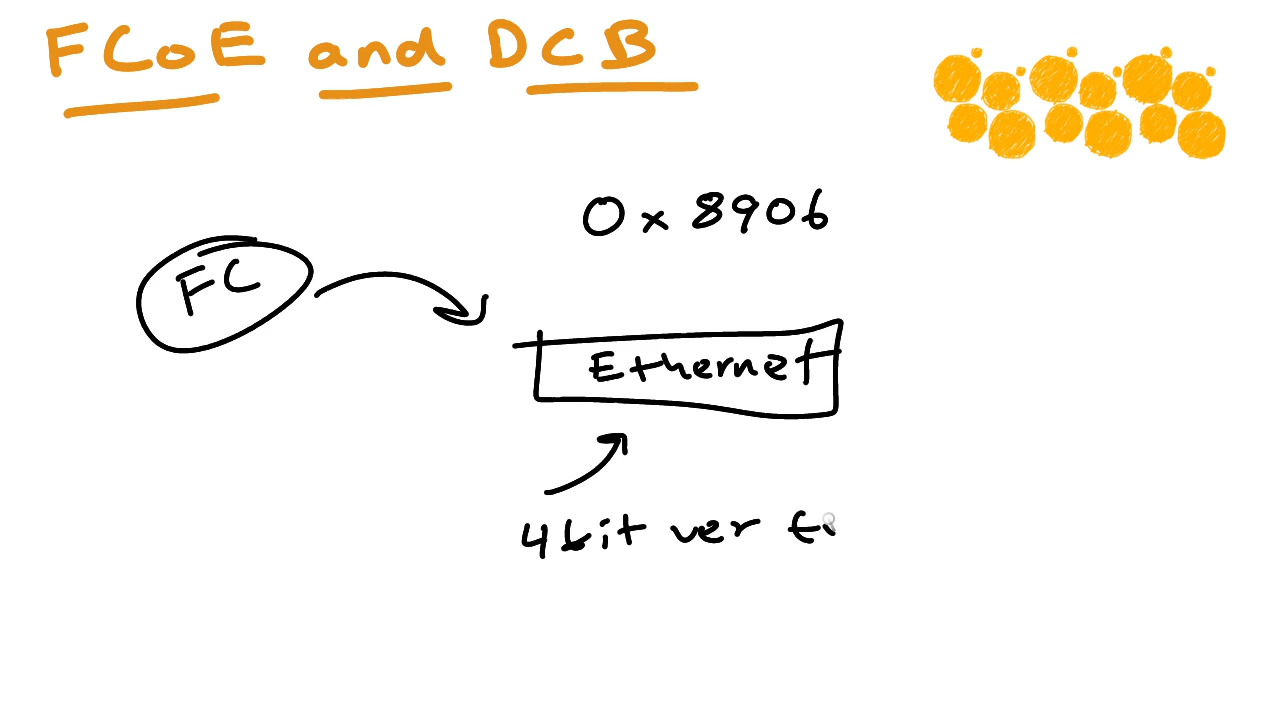 FCoE and DCB
0x8906
FC
Ethernet
4bit ver